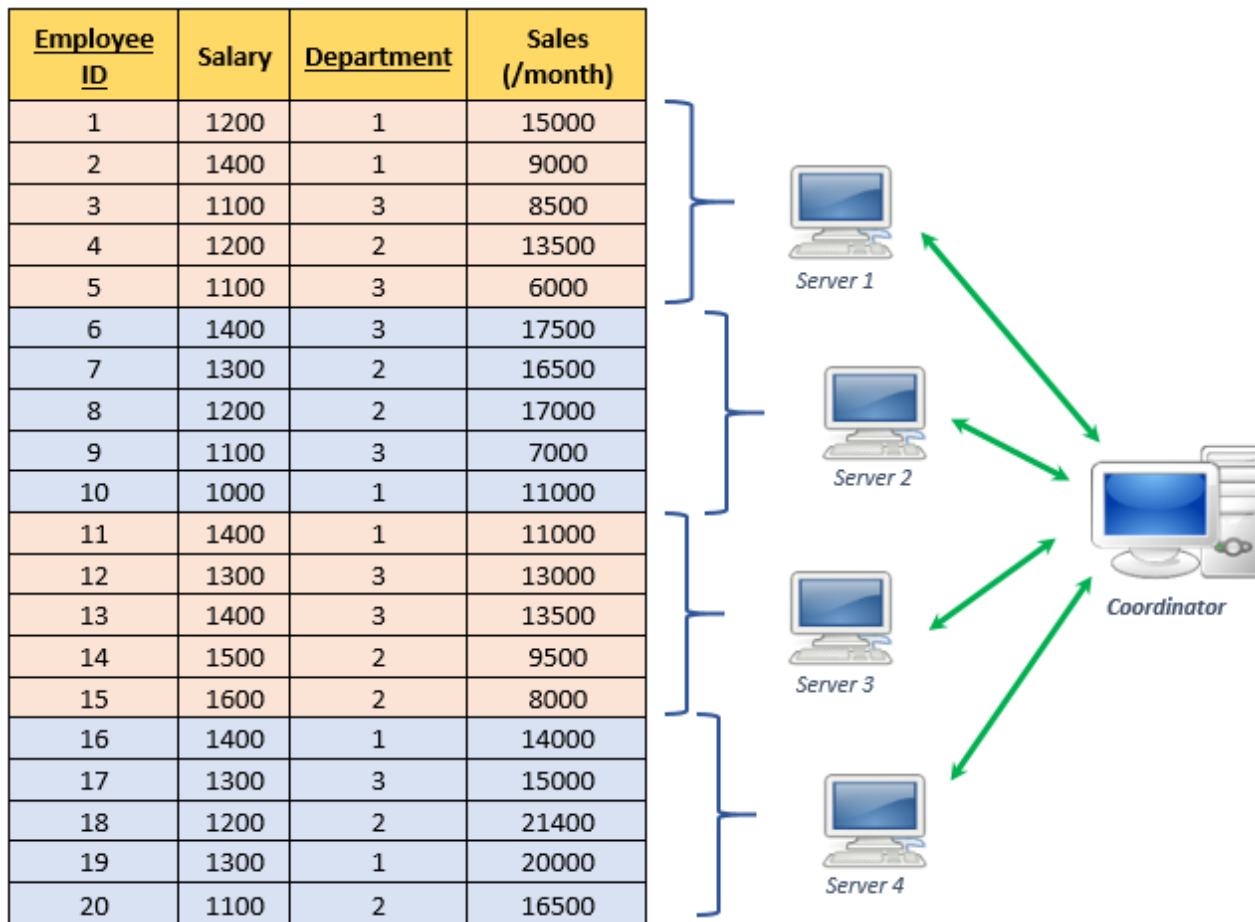 Employee ID Salary Department Sales (/month)
1 1200 1 15000
2 1400 1 9000
3 1100 3 8500
4 1200 2 13500
5 1100 3 6000
6 1400 3 17500
7 1300 2 16500
8 1200 2 17000
9 1100 3 7000
10 1000 1 11000
11 1400 1 11000
12 1300 3 13000
13 1400 3 13500
14 1500 2 9500
15 1600 2 8000
16 1400 1 14000
17 1300 3 15000
18 1200 2 21400
19 1300 1 20000
20 1100 2 16500
Server 1
Server 2
Server 3
Server 4
Coordinator